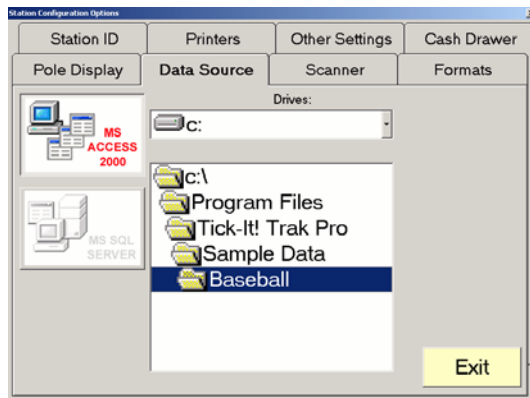 Station Configuration Options
Station ID
Printers
Other Settings
Cash Drawer
Pole Display
Data Source
Scanner
Formats
MS
ACCESS
2000
MS SQL
SERVER
Drives:
c:
c:\
Program Files
Tick-It! Trak Pro
Sample Data
Baseball
Exit